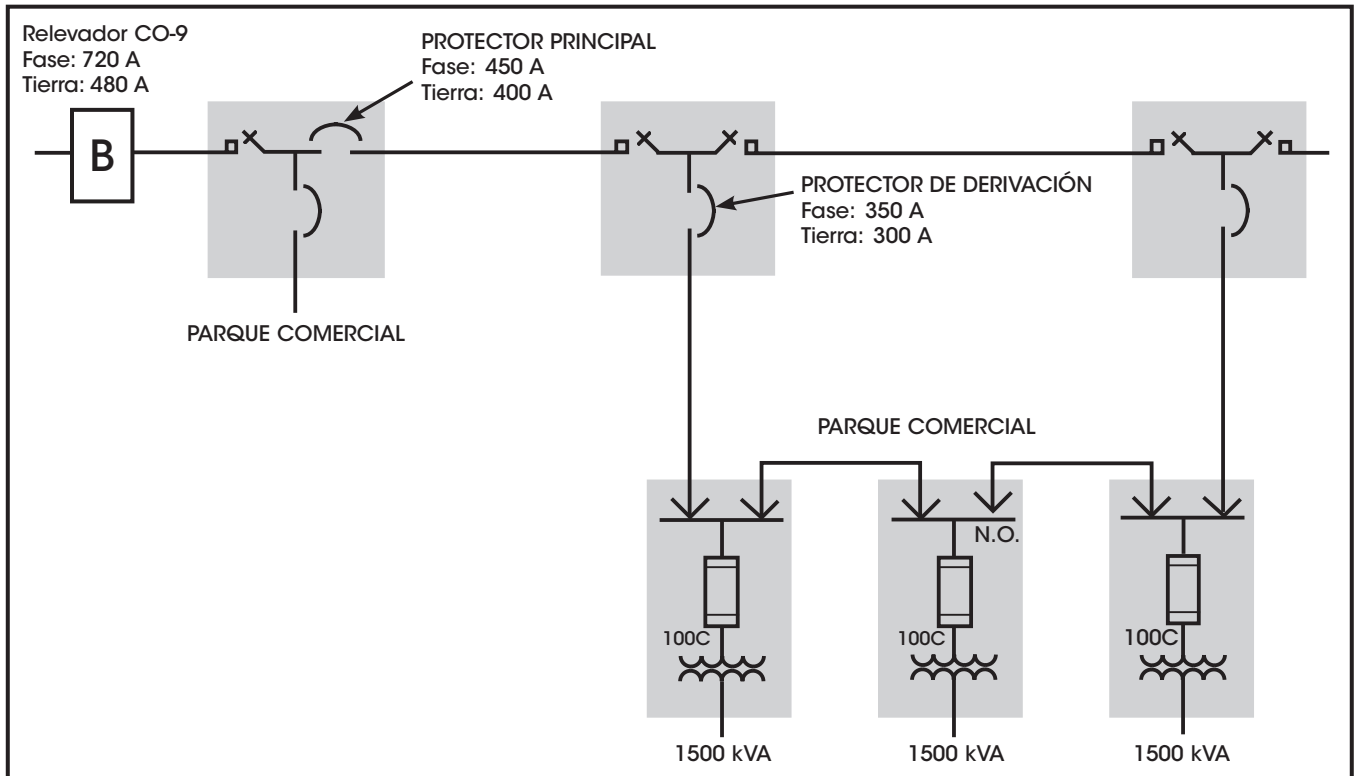 Relevador CO-9
Fase: 720 A
Tierra: 480 A
PROTECTOR PRINCIPAL
Fase: 450 A
Tierra: 400 A
B
PROTECTOR DE DERIVACIÓN
Fase: 350 A
Tierra: 300 A
PARQUE COMERCIAL
PARQUE COMERCIAL
N.O.
100C
100C
100C
1500 kVA
1500 kVA
1500 kVA